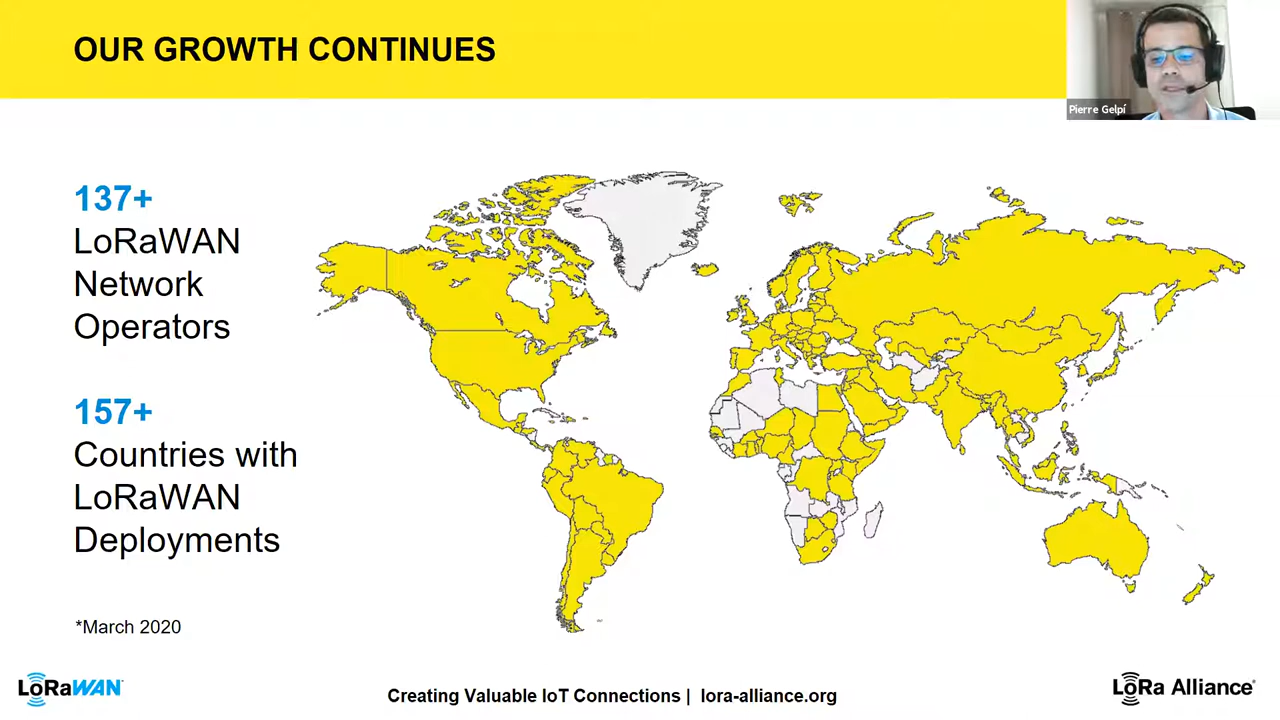 OUR GROWTH CONTINUES
Pierre Gelpí
137+
LoRaWAN
Network
Operators
157+
Countries with
LoRaWAN
Deployments
*March 2020
LoRaWAN
Creating Valuable IoT Connections | lora-alliance.org
LoRa Alliance